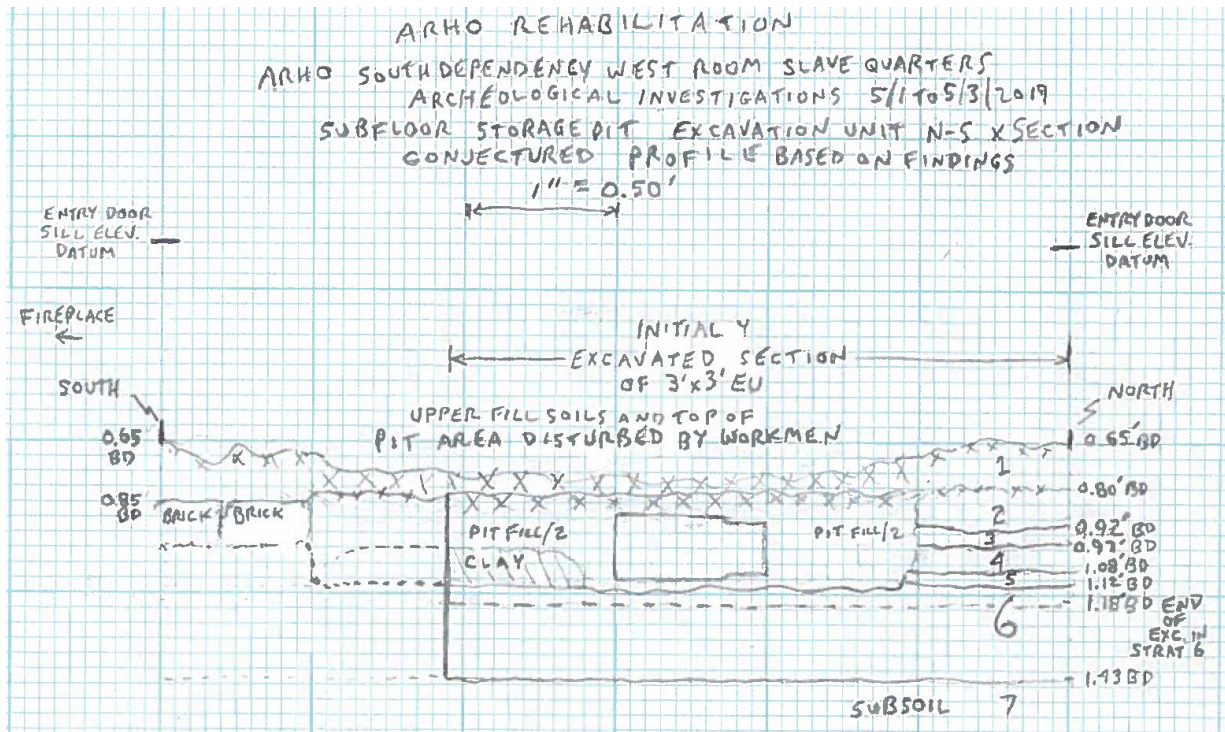 ARHO REHABILITATION
ARHO SOUTH DEPENDENCY WEST ROOM SLAVE QUARTERS
ARCHEOLOGICAL INVESTIGATIONS 5/1 TO 5/3/2019
SUBFLOOR STORAGE PIT EXCAVATION UNIT N-S XSECTION
CONJECTURED PROFILE BASED ON FINDINGS
1" = 0.50'
ENTRY DOOR
SILL ELEV.
DATUM
ENTRY DOOR
SILL ELEV.
DATUM
FIREPLACE
INITIALLY
EXCAVATED SECTION
OF 3'x3' EU
SOUTH
NORTH
UPPER FILL SOILS AND TOP OF
PIT AREA DISTURBED BY WORKMEN
0.65'
BD
0.65'BD
1
1
0.80'BD
0.85'
BD
BRICK
BRICK
PIT FILL/2
PIT FILL/2
2
0.92'BD
3
0.97'BD
CLAY
4
1.08'BD
5
1.12'BD
6
1.18'BD END
OF
EXC. IN
STRAT 6
1.43 BD
SUBSOIL 7